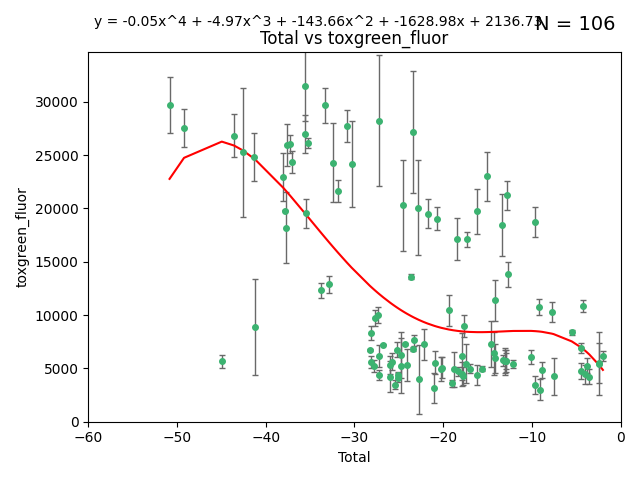 y = -0.05x^4 + -4.97x^3 + -143.66x^2 + -1628.98x + 2136.73
N = 106
Total vs toxgreen_fluor
30000
25000
20000
15000
10000
5000
0
toxgreen_fluor
−60 −50 −40 −30 −20 −10 0
Total